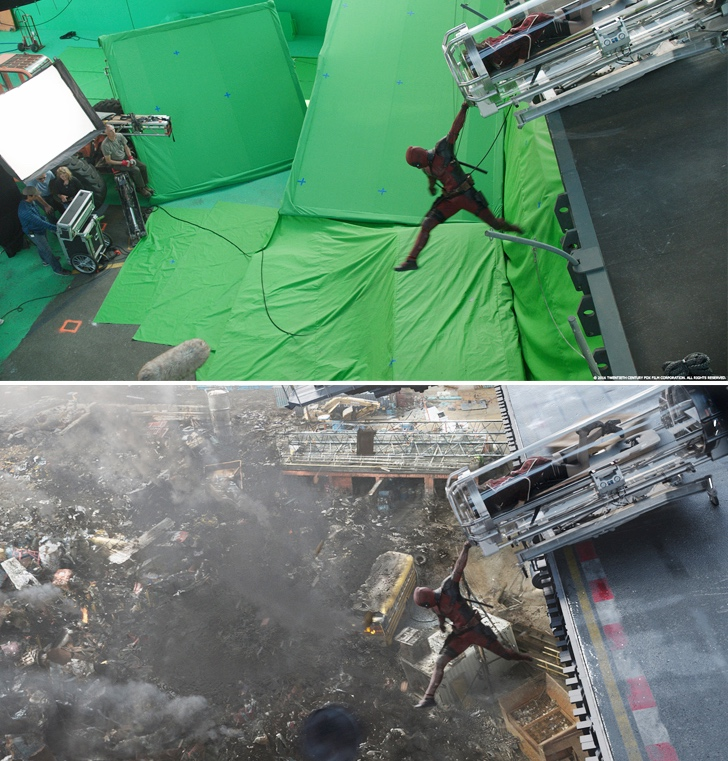 © 2016 TWENTIETH CENTURY FOX FILM CORPORATION. ALL RIGHTS RESERVED.